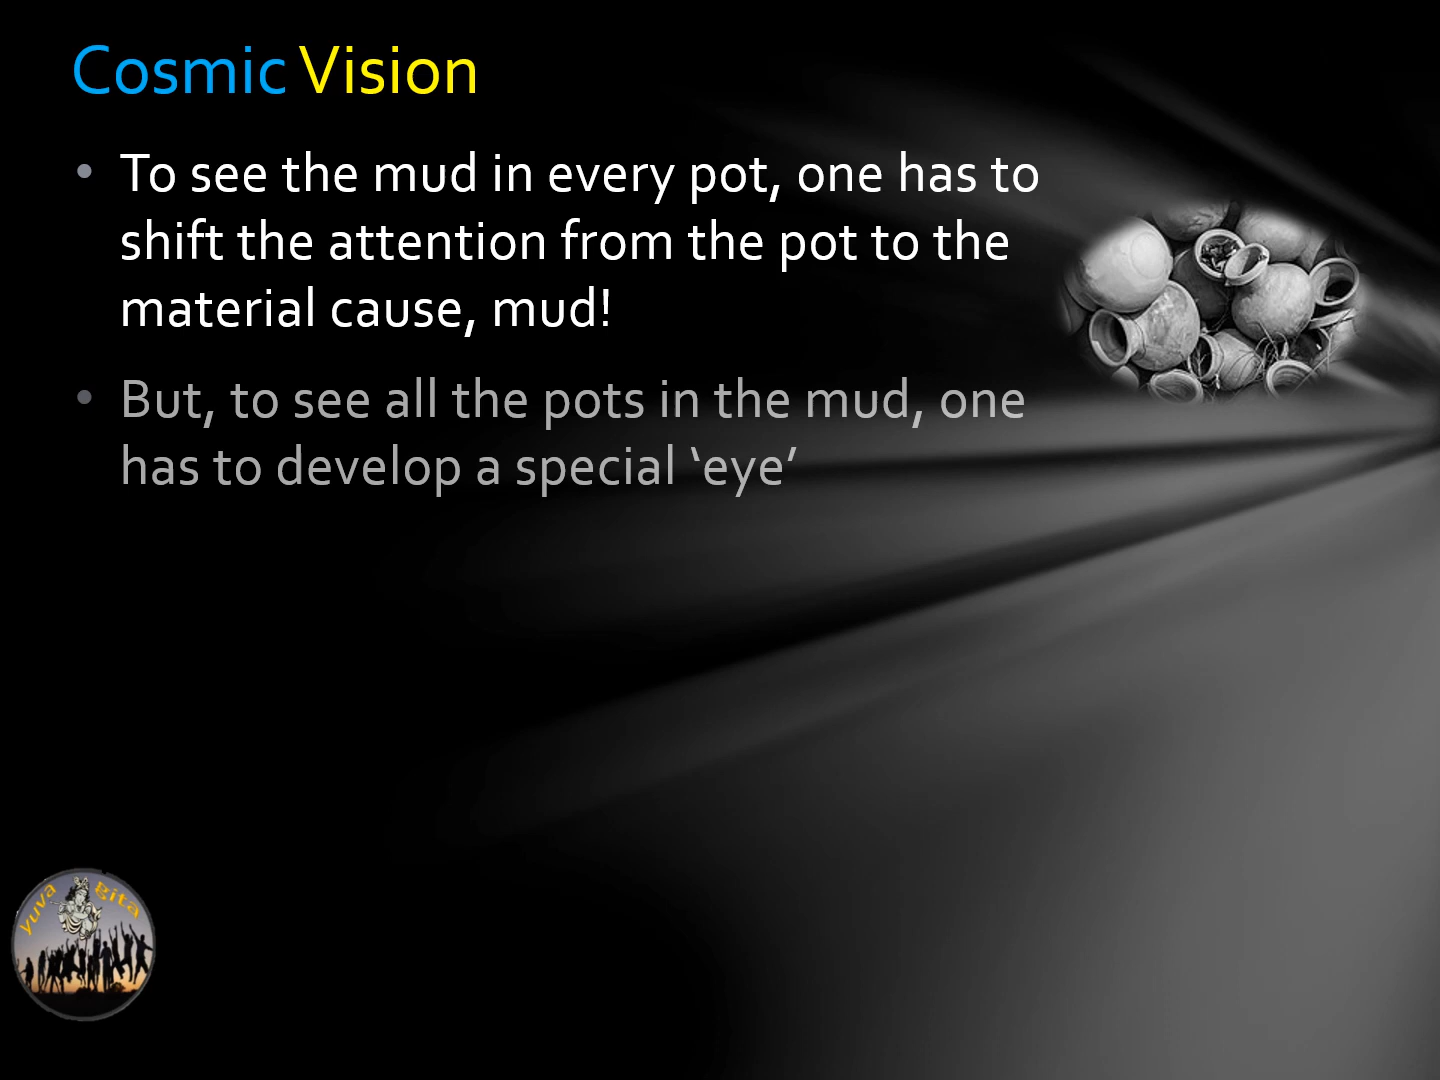 Cosmic Vision
• To see the mud in every pot, one has to
shift the attention from the pot to the
material cause, mud!
• But, to see all the pots in the mud, one
has to develop a special ‘eye’
yuva gita